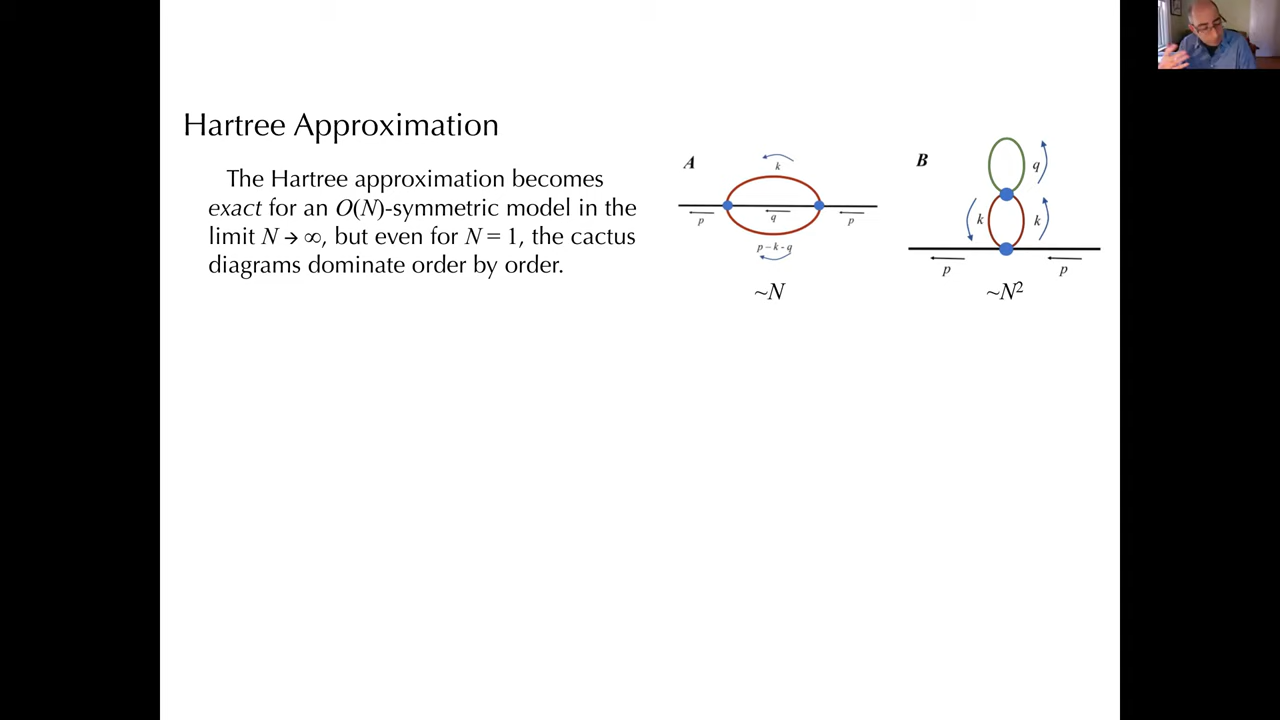 Hartree Approximation
The Hartree approximation becomes
exact for an O(N)-symmetric model in the
limit N → ∞, but even for N = 1, the cactus
diagrams dominate order by order.
A
k
p
q
p
p – k - q
~N
B
q
k
k
p
p
~N²